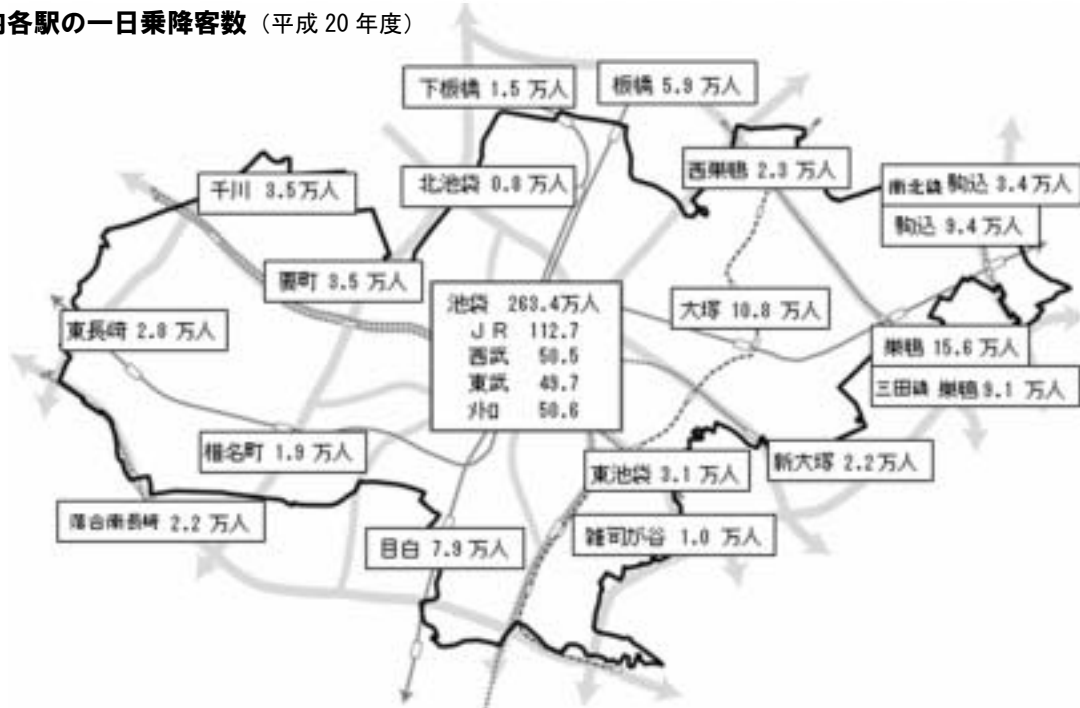 内各駅の一日乗降客数（平成 20 年度）
下板橋 1.5 万人
板橋 5.9 万人
西巣鴨 2.3 万人
千川 3.5万人
北池袋 0.8 万人
南北線 駒込 3.4 万人
駒込 9.4 万人
要町 3.5 万人
池袋 263.4万人
ＪＲ 112.7
西武 50.5
東武 49.7
ﾒﾄﾛ 50.6
大塚 10.8 万人
東長崎 2.8 万人
巣鴨 15.6 万人
三田線 巣鴨 9.1 万人
椎名町 1.9 万人
東池袋 3.1 万人
新大塚 2.2万人
落合南長崎 2.2 万人
目白 7.9 万人
雑司が谷 1.0 万人